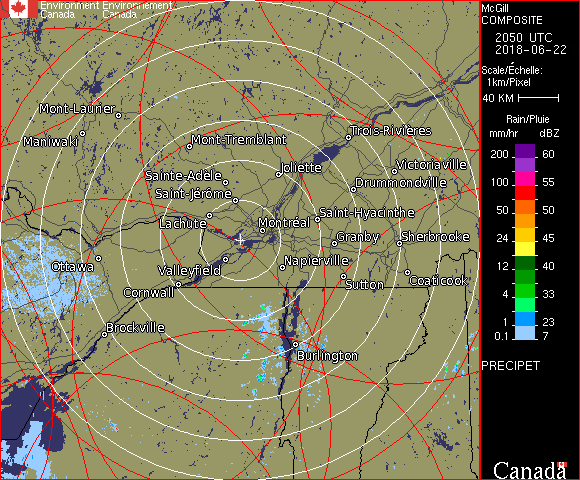 Environment Environnement
Canada Canada
McGill
COMPOSITE
2050 UTC
2018-06-22
Scale/Échelle:
1km/Pixel
40 KM
Rain/Pluie
mm/hr dBZ
200 60
100 55
50 50
24 45
12 40
4 33
1 23
0.1 7
PRECIPET
Canada
Mont-Laurier
Maniwaki
Mont-Tremblant
Trois-Rivières
Joliette
Victoriaville
Sainte-Adèle
Drummondville
Saint-Jérôme
Saint-Hyacinthe
Lachute
Montréal
Granby
Sherbrooke
Ottawa
Valleyfield
Napierville
Sutton
Coaticook
Cornwall
Brockville
Burlington